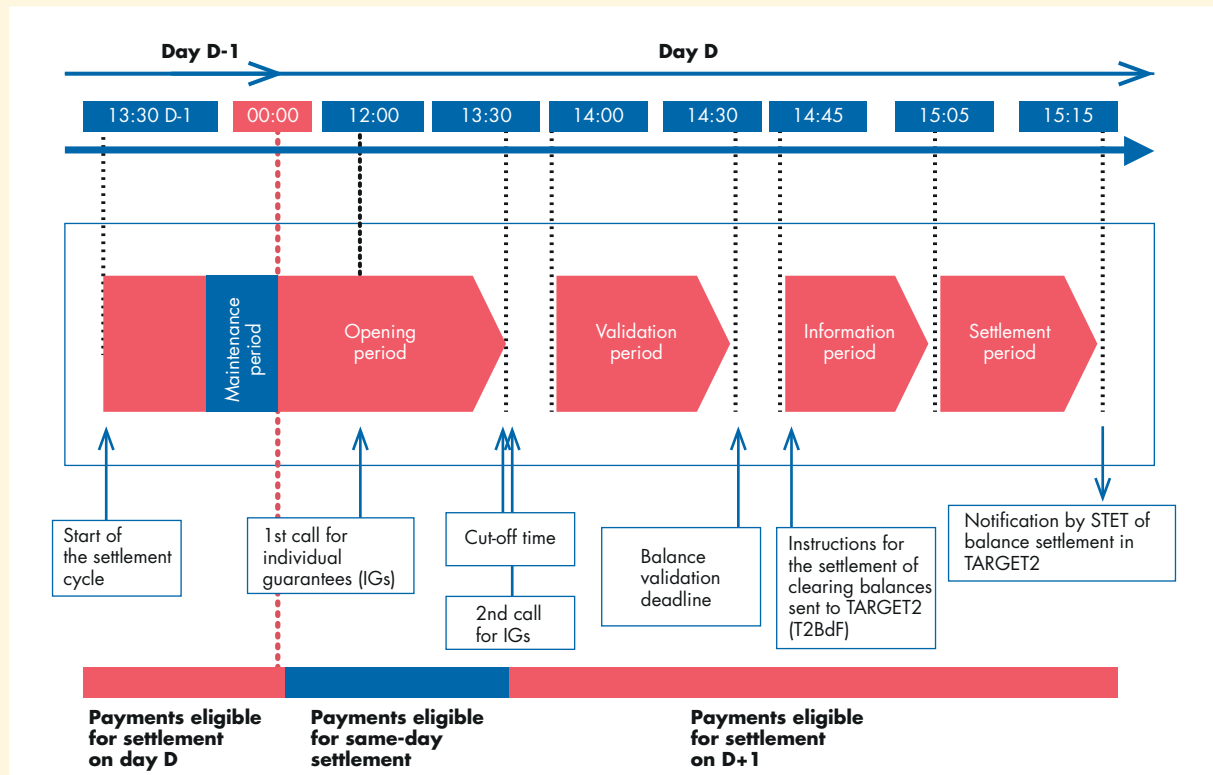 Day D-1
Day D
13:30 D-1
00:00
12:00
13:30
14:00
14:30
14:45
15:05
15:15
Maintenance
period
Opening
period
Validation
period
Information
period
Settlement
period
Start of
the settlement
cycle
1st call for
individual
guarantees (IGs)
Cut-off time
2nd call
for IGs
Balance
validation
deadline
Instructions for
the settlement of
clearing balances
sent to TARGET2
(T2BdF)
Notification by STET of
balance settlement in
TARGET2
Payments eligible
for settlement
on day D
Payments eligible
for same-day
settlement
Payments eligible
for settlement
on D+1